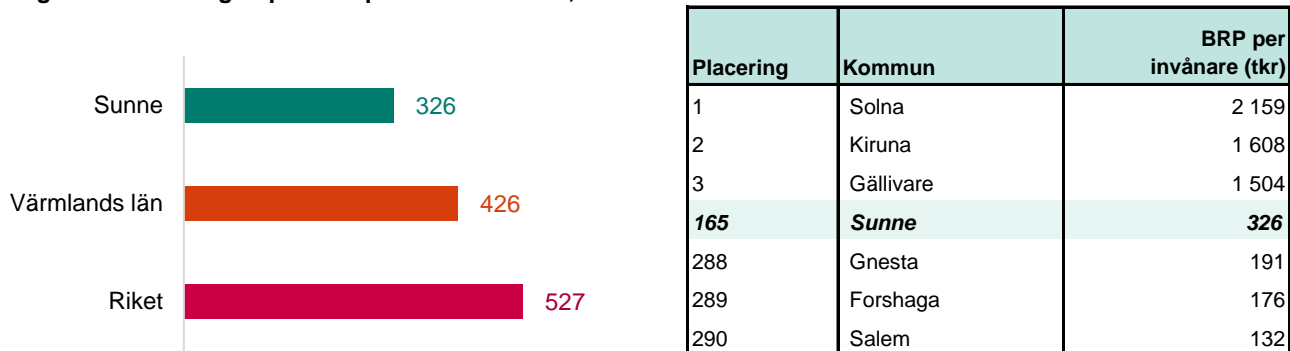 Sunne 326
Värmlands län 426
Riket 527
Placering Kommun BRP per invånare (tkr)
1 Solna 2 159
2 Kiruna 1 608
3 Gällivare 1 504
165 Sunne 326
288 Gnesta 191
289 Forshaga 176
290 Salem 132